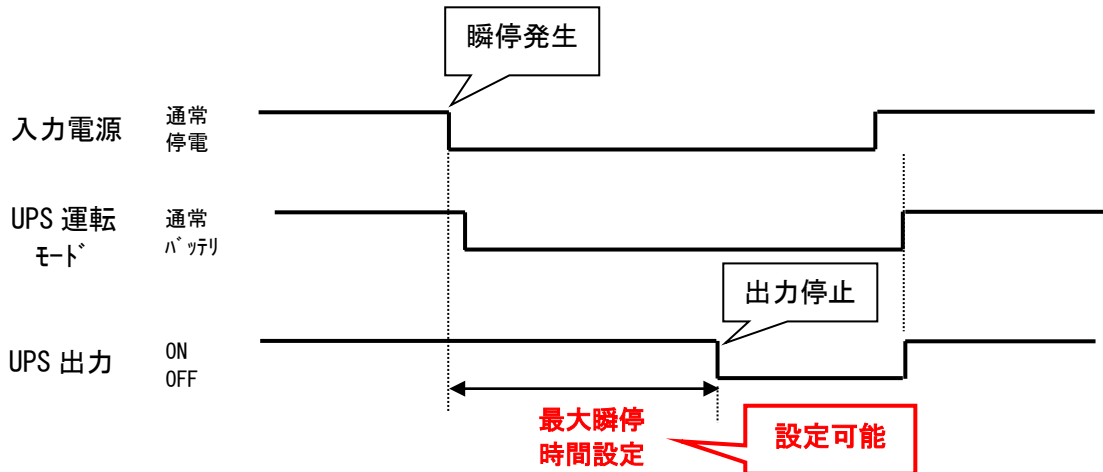 瞬停発生
入力電源
通常
停電
UPS 運転
ﾓｰﾄﾞ
通常
ﾊﾞｯﾃﾘ
出力停止
UPS 出力
ON
OFF
最大瞬停
時間設定
設定可能